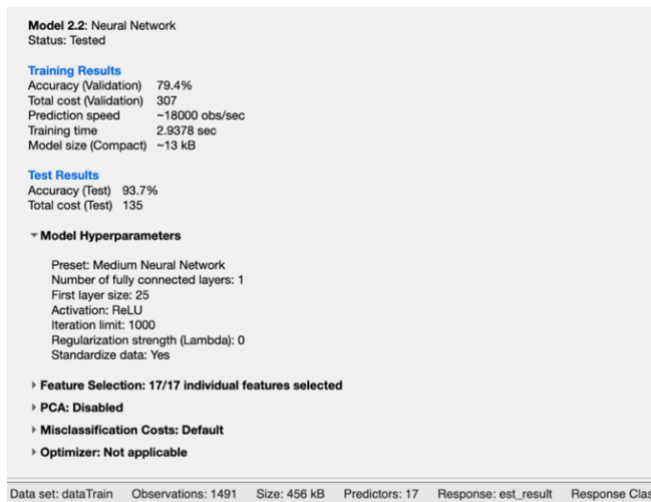 Model 2.2: Neural Network
Status: Tested
Training Results
Accuracy (Validation) 79.4%
Total cost (Validation) 307
Prediction speed ~18000 obs/sec
Training time 2.9378 sec
Model size (Compact) ~13 kB
Test Results
Accuracy (Test) 93.7%
Total cost (Test) 135
Model Hyperparameters
Preset: Medium Neural Network
Number of fully connected layers: 1
First layer size: 25
Activation: ReLU
Iteration limit: 1000
Regularization strength (Lambda): 0
Standardize data: Yes
Feature Selection: 17/17 individual features selected
PCA: Disabled
Misclassification Costs: Default
Optimizer: Not applicable
Data set: dataTrain Observations: 1491 Size: 456 kB Predictors: 17 Response: est_result Response Clas